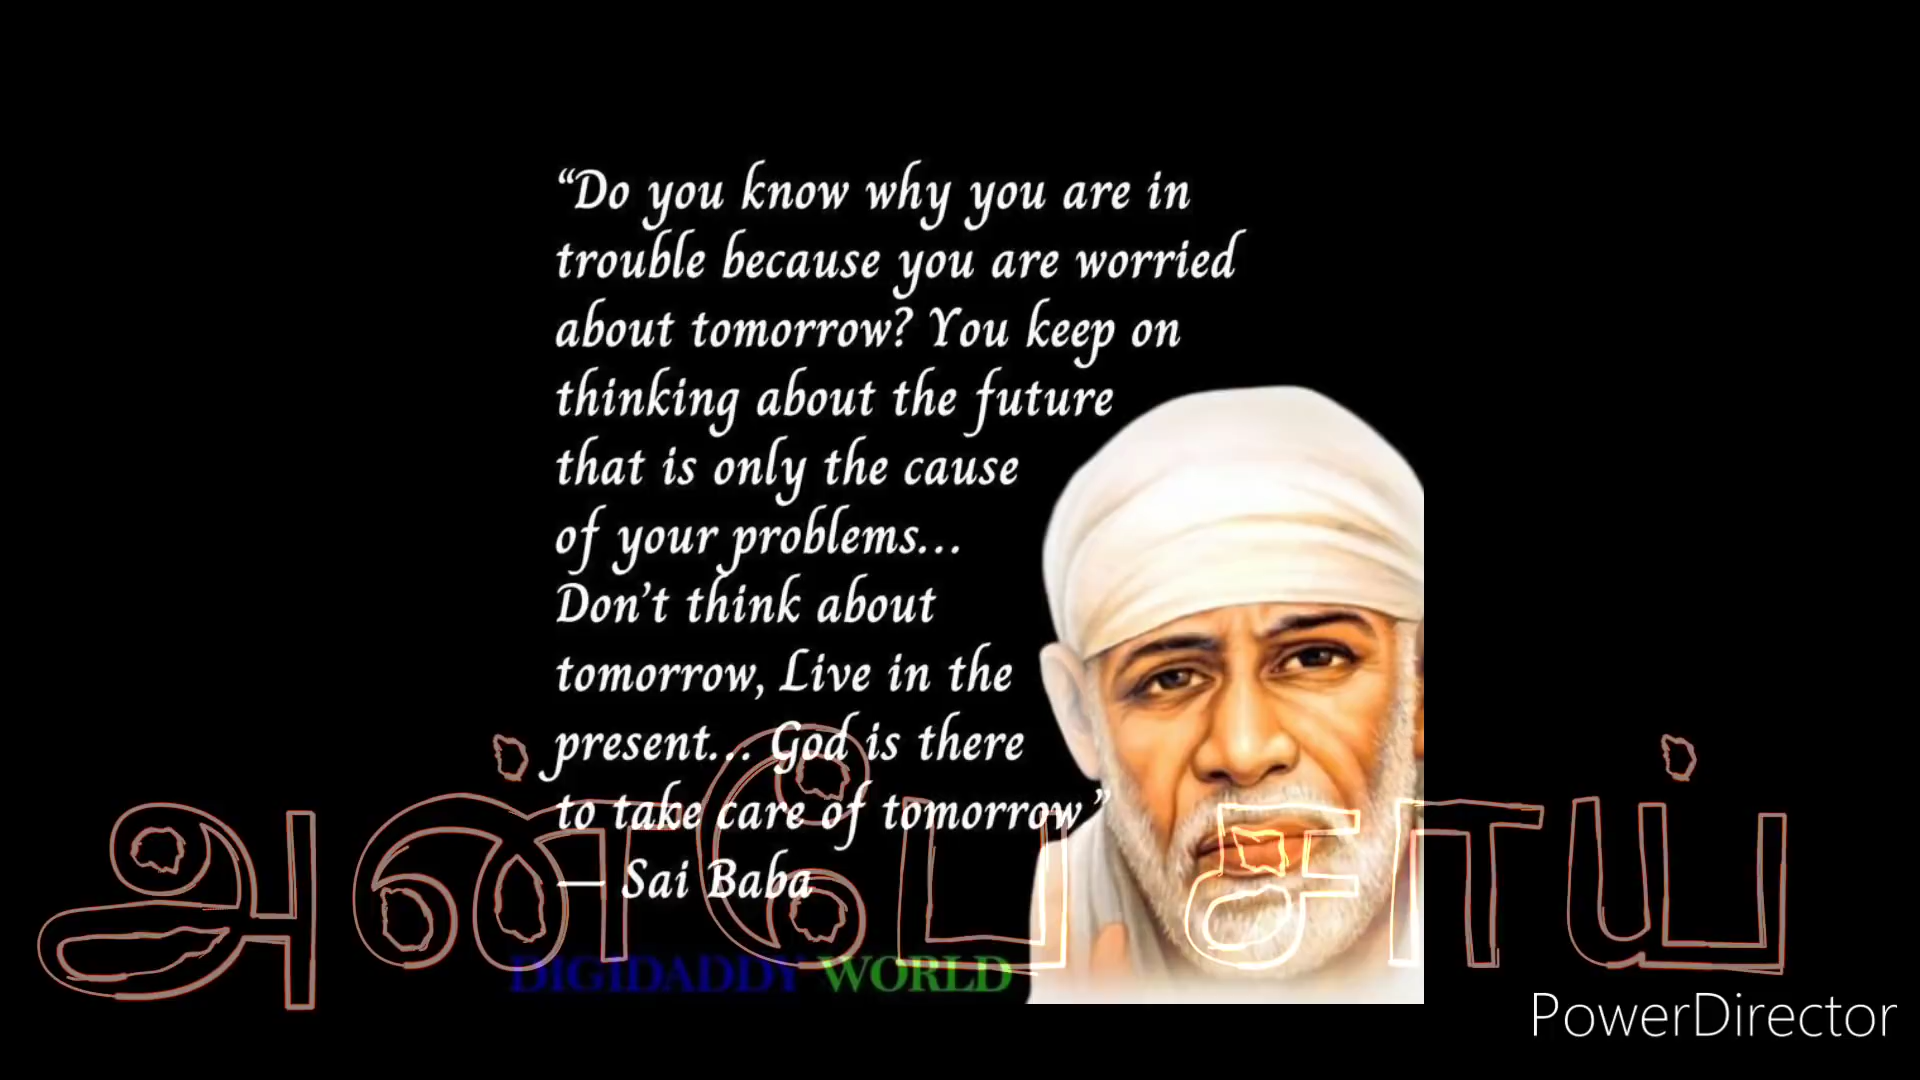 “Do you know why you are in
trouble because you are worried
about tomorrow? You keep on
thinking about the future
that is only the cause
of your problems...
Don’t think about
tomorrow, Live in the
present... God is there
to take care of tomorrow”
— Sai Baba
அன்பே சாய்
DIGIDADDY WORLD
PowerDirector